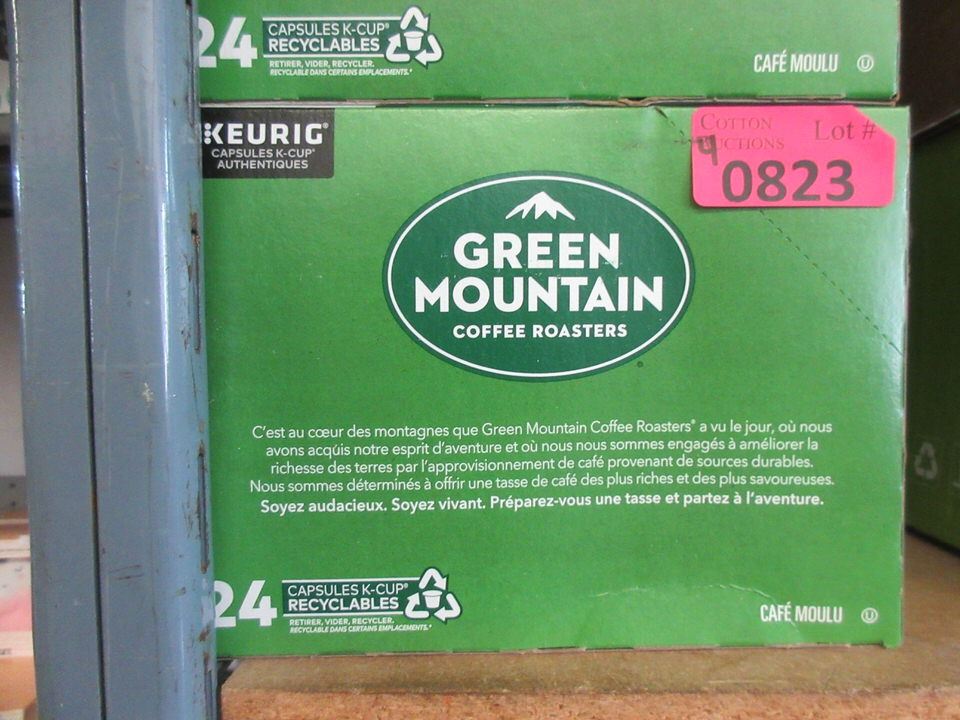 24 CAPSULES K-CUP®
RECYCLABLES
RETIRER, VIDER, RECYCLER.
RECYCLABLE DANS CERTAINS EMPLACEMENTS.*
CAFÉ MOULU U
KEURIG®
CAPSULES K-CUP®
AUTHENTIQUES
COTTON
AUCTIONS
Lot #
9
0823
GREEN
MOUNTAIN
COFFEE ROASTERS
C'est au cœur des montagnes que Green Mountain Coffee Roasters® a vu le jour, où nous
avons acquis notre esprit d'aventure et où nous nous sommes engagés à améliorer la
richesse des terres par l'approvisionnement de café provenant de sources durables.
Nous sommes déterminés à offrir une tasse de café des plus riches et des plus savoureuses.
Soyez audacieux. Soyez vivant. Préparez-vous une tasse et partez à l'aventure.
24 CAPSULES K-CUP®
RECYCLABLES
RETIRER, VIDER, RECYCLER.
RECYCLABLE DANS CERTAINS EMPLACEMENTS.*
CAFÉ MOULU U